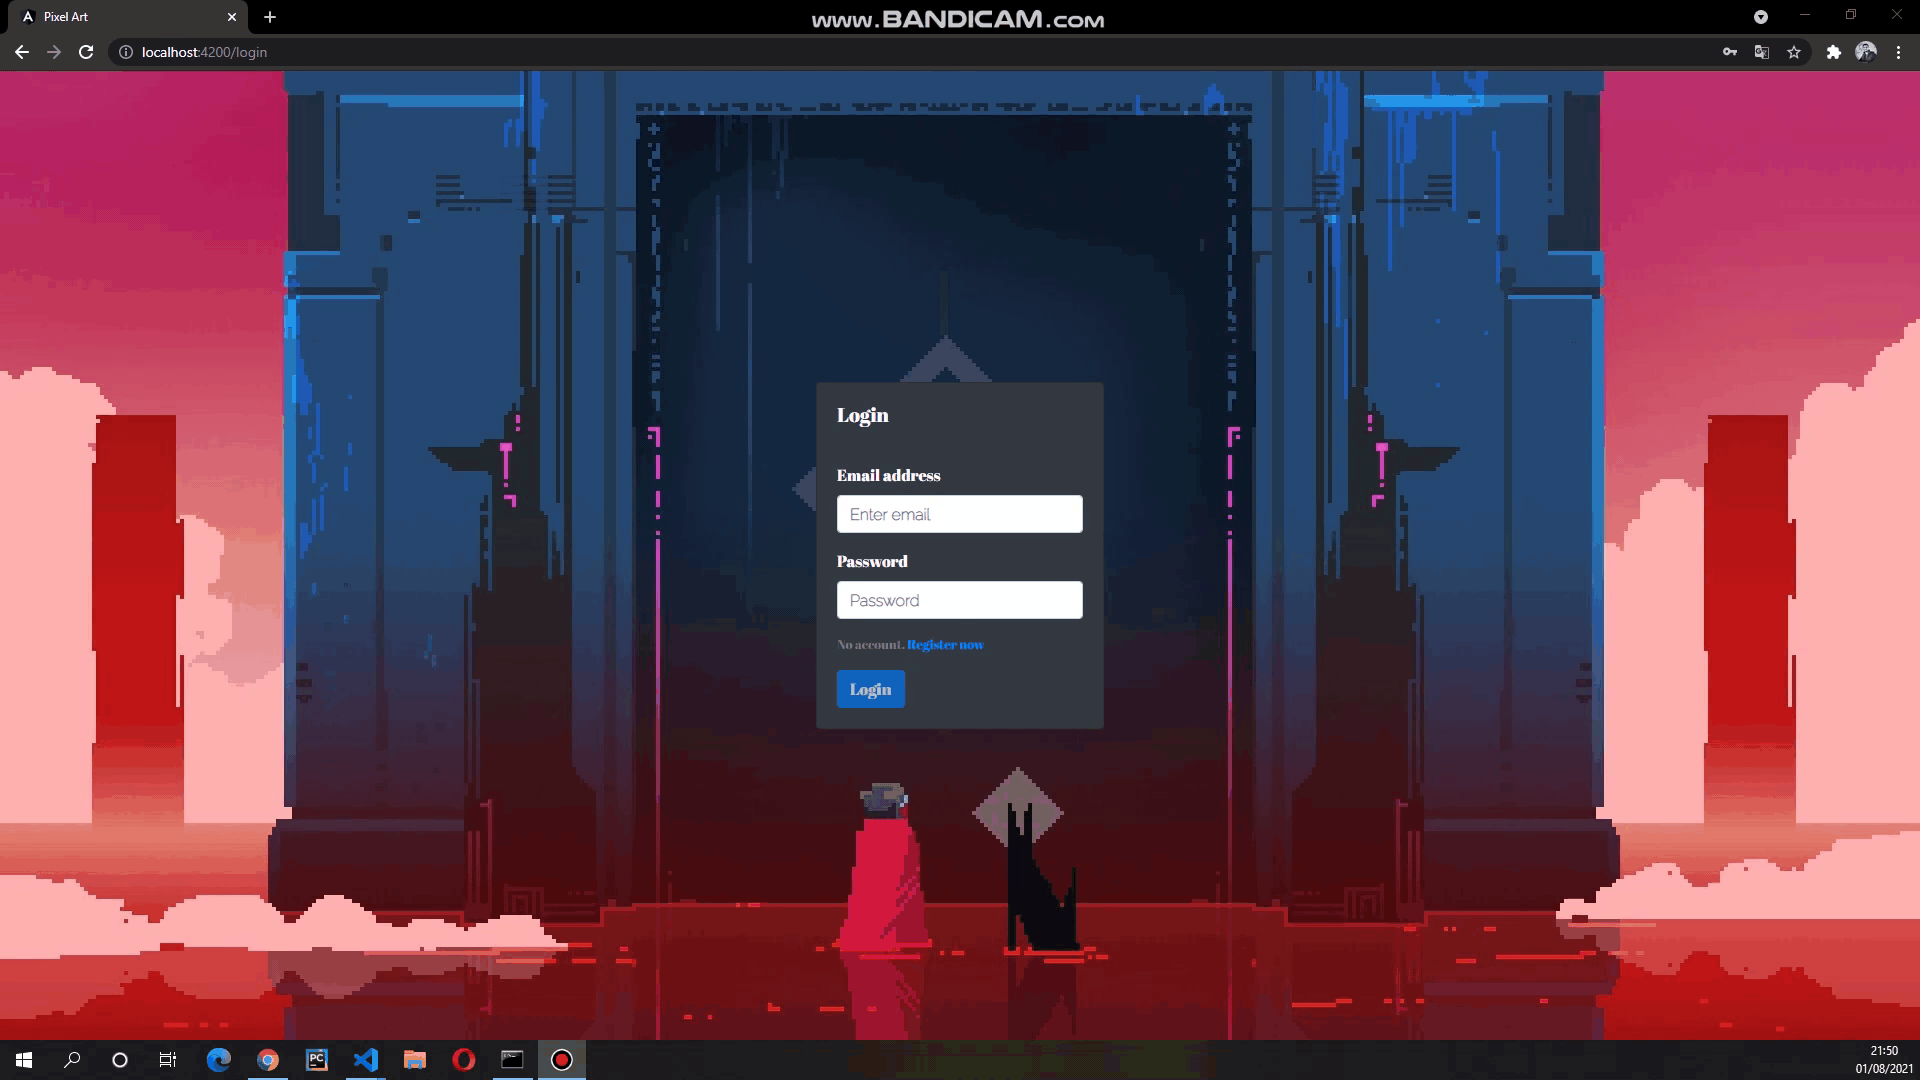 Pixel Art
www.BANDICAM.com
localhost:4200/login
Login
Email address
Enter email
Password
Password
No account. Register now
Login
PC
21:50
01/08/2021